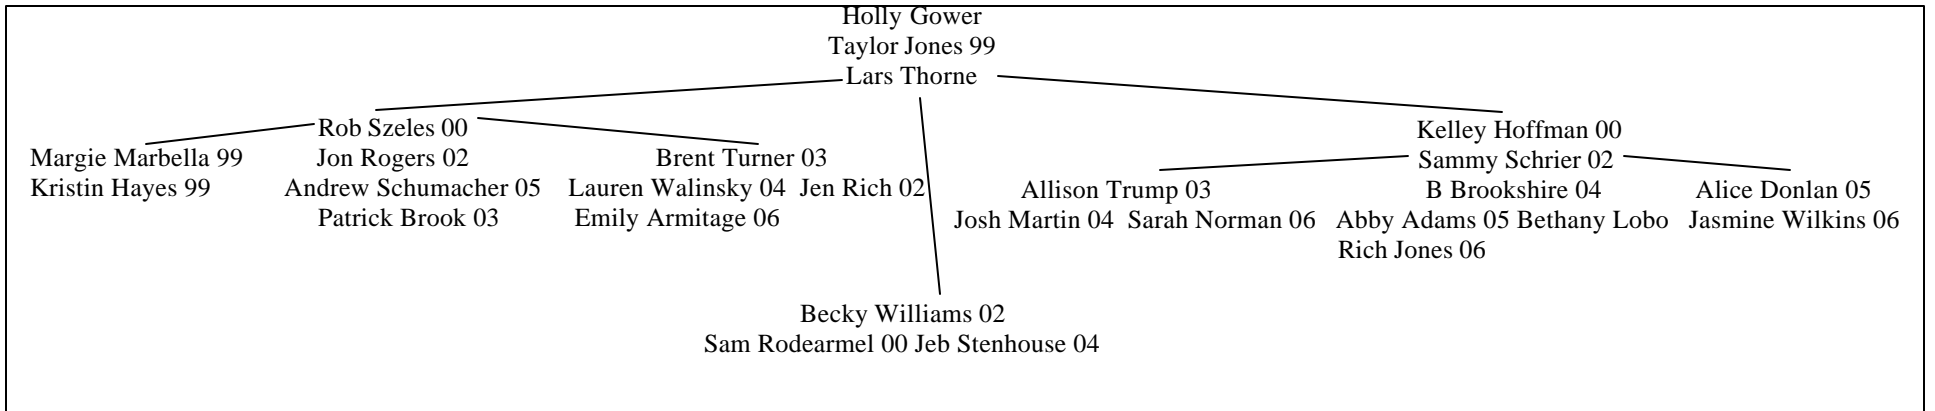 Holly Gower
Taylor Jones 99
Lars Thorne
Rob Szeles 00
Kelley Hoffman 00
Margie Marbella 99
Jon Rogers 02
Brent Turner 03
Sammy Schrier 02
Kristin Hayes 99
Andrew Schumacher 05
Lauren Walinsky 04 Jen Rich 02
Allison Trump 03
B Brookshire 04
Alice Donlan 05
Patrick Brook 03
Emily Armitage 06
Josh Martin 04 Sarah Norman 06
Abby Adams 05 Bethany Lobo
Jasmine Wilkins 06
Rich Jones 06
Becky Williams 02
Sam Rodearmel 00 Jeb Stenhouse 04